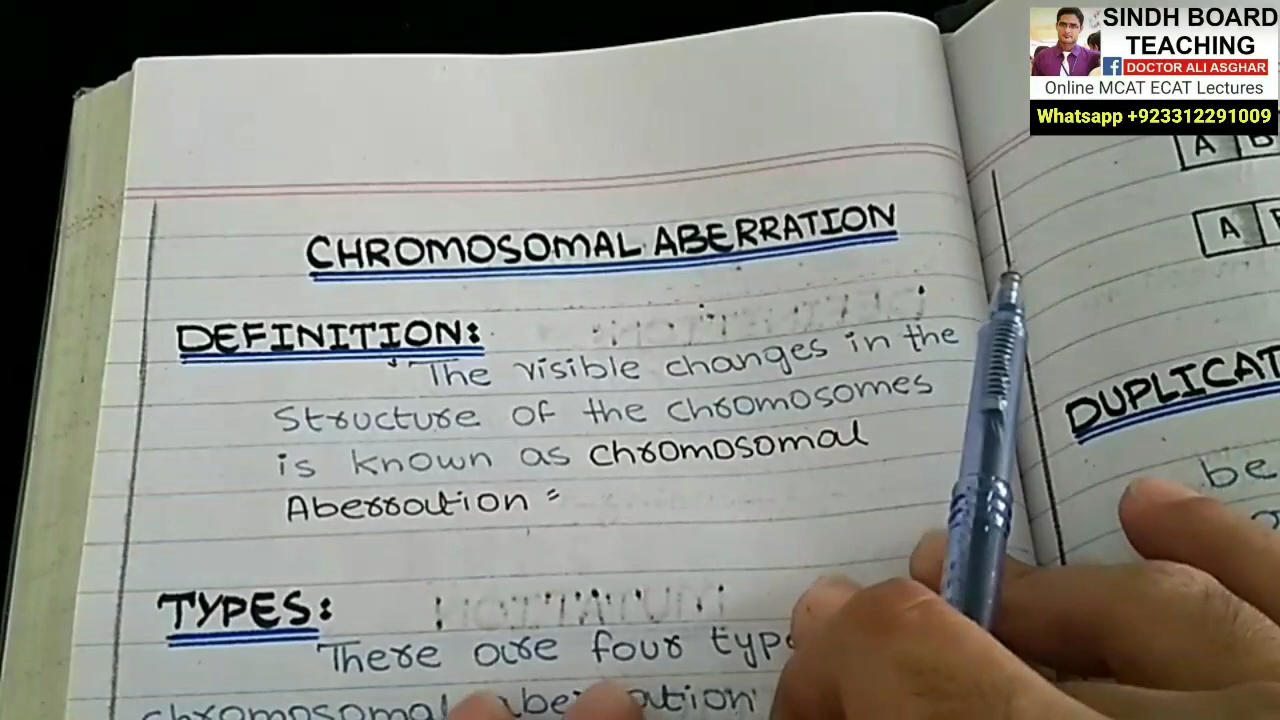 SINDH BOARD
TEACHING
f DOCTOR ALI ASGHAR
Online MCAT ECAT Lectures
Whatsapp +923312291009
CHROMOSOMAL ABERRATION
DEFINITION:
"The visible changes in the
structure of the chromosomes
is known as chromosomal
Aberration"
TYPES:
There are four
chromosomal
A B
A
DUPLICAT
be